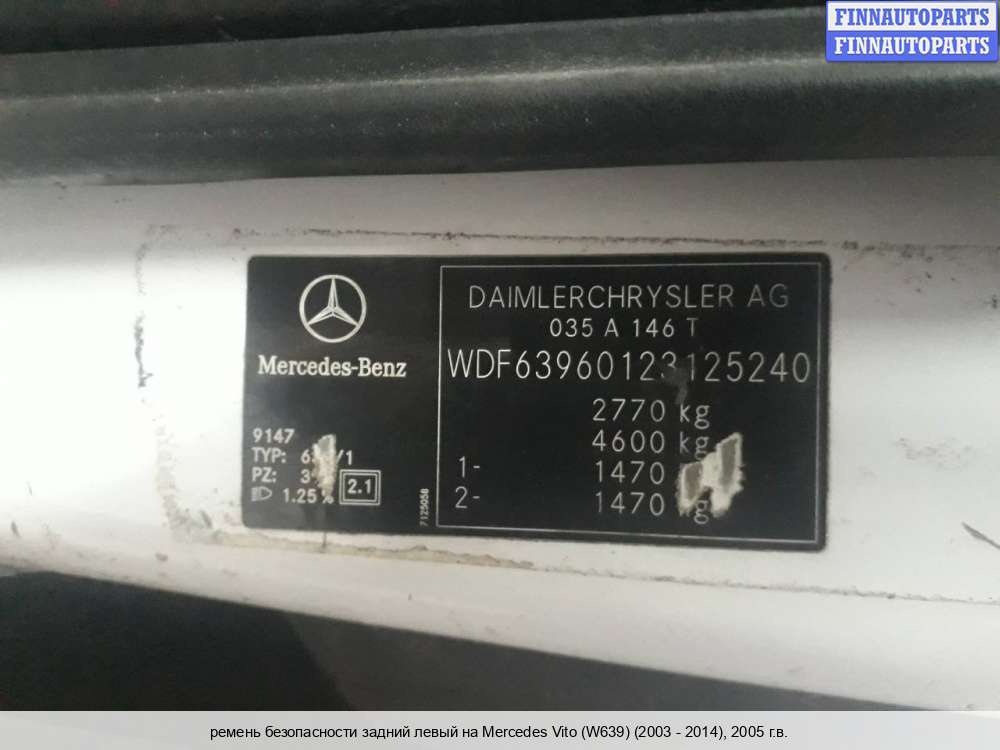 FINNAUTOPARTS
FINNAUTOPARTS
Mercedes-Benz
9147
TYP:
PZ:
1.25 %
2.1
7125058
DAIMLERCHRYSLER AG
035 A 146 T
WDF63960123125240
2770 kg
4600 kg
1- 1470
2- 1470 kg
ремень безопасности задний левый на Mercedes Vito (W639) (2003 - 2014), 2005 г.в.